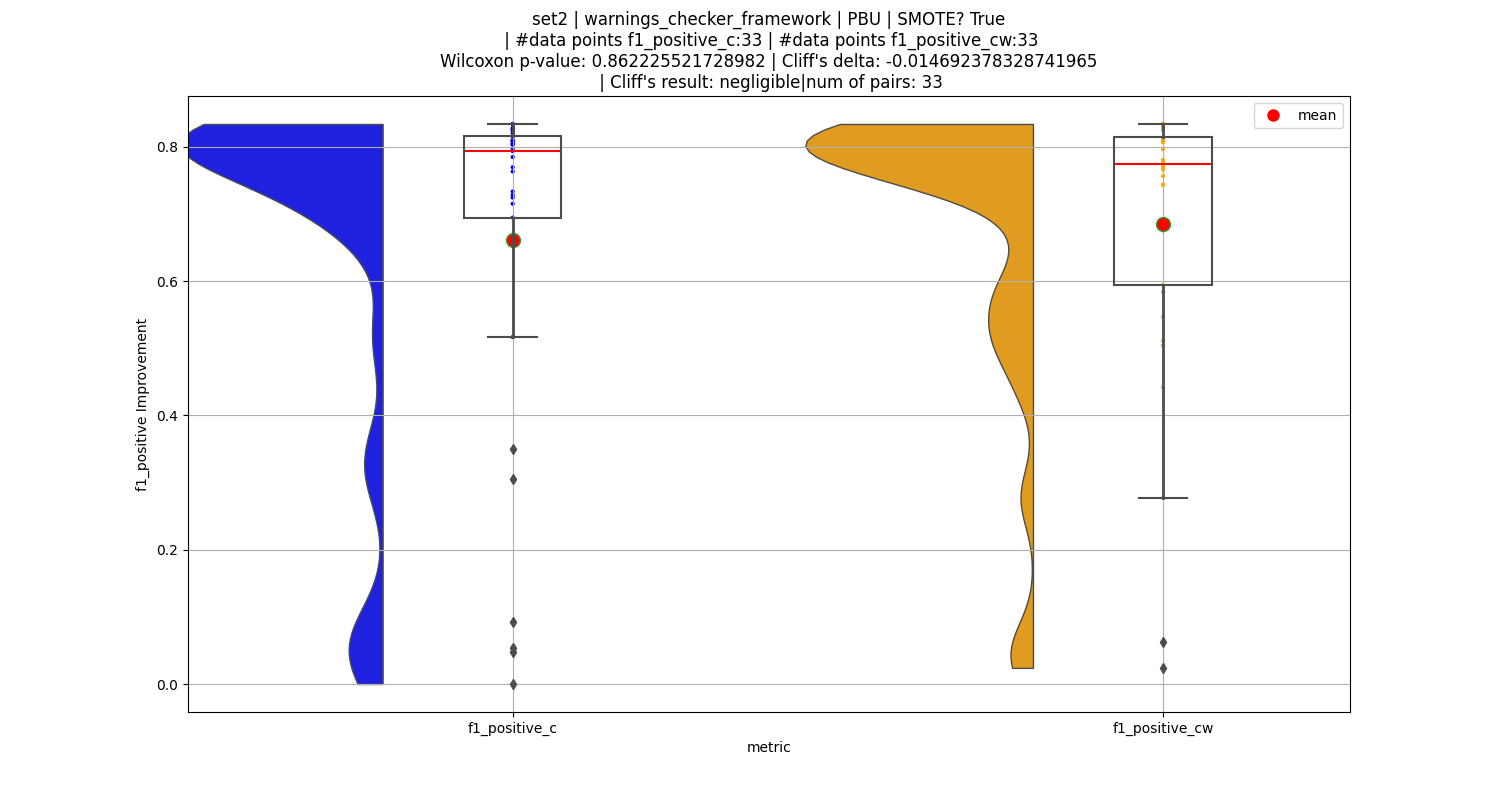 set2 | warnings_checker_framework | PBU | SMOTE? True
| #data points f1_positive_c:33 | #data points f1_positive_cw:33
Wilcoxon p-value: 0.862225521728982 | Cliff's delta: -0.014692378328741965
| Cliff's result: negligible|num of pairs: 33
mean
0.8
0.6
0.4
0.2
0.0
f1_positive Improvement
f1_positive_c
f1_positive_cw
metric